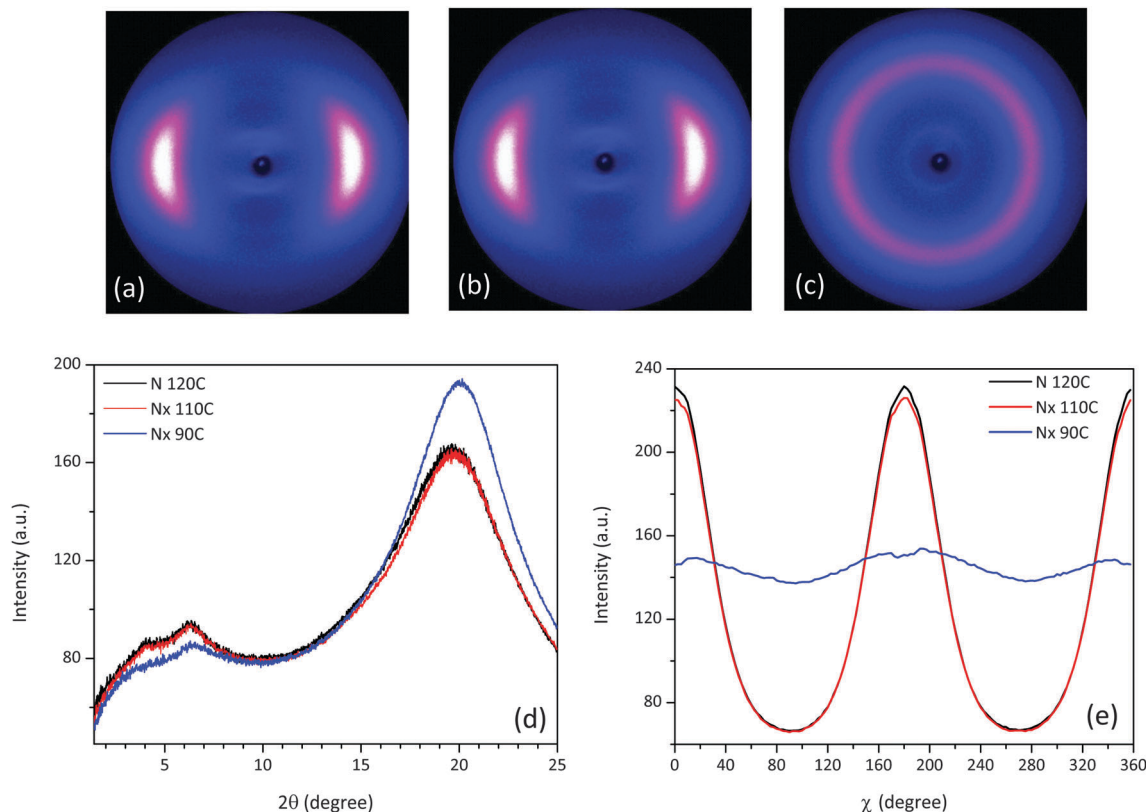 (a)
(b)
(c)
200
160
120
80
5
10
15
20
25
Intensity (a.u.)
2θ (degree)
N 120C
Nx 110C
Nx 90C
(d)
240
200
160
120
80
0
40
80
120
160
200
240
280
320
360
Intensity (a.u.)
χ (degree)
N 120C
Nx 110C
Nx 90C
(e)